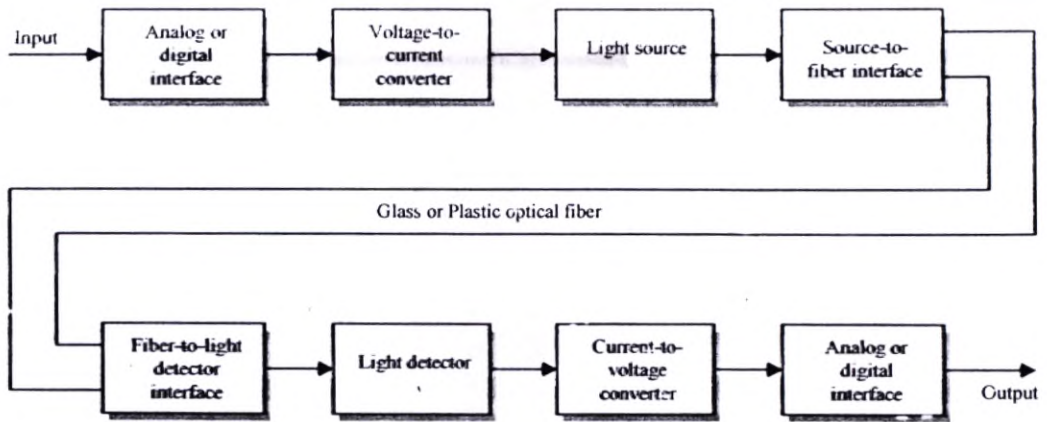 Input
Analog or
digital
interface
Voltage-to-
current
converter
Light source
Source-to-
fiber interface
Glass or Plastic optical fiber
Fiber-to-light
detector
interface
Light detector
Current-to-
voltage
converter
Analog or
digital
interface
Output